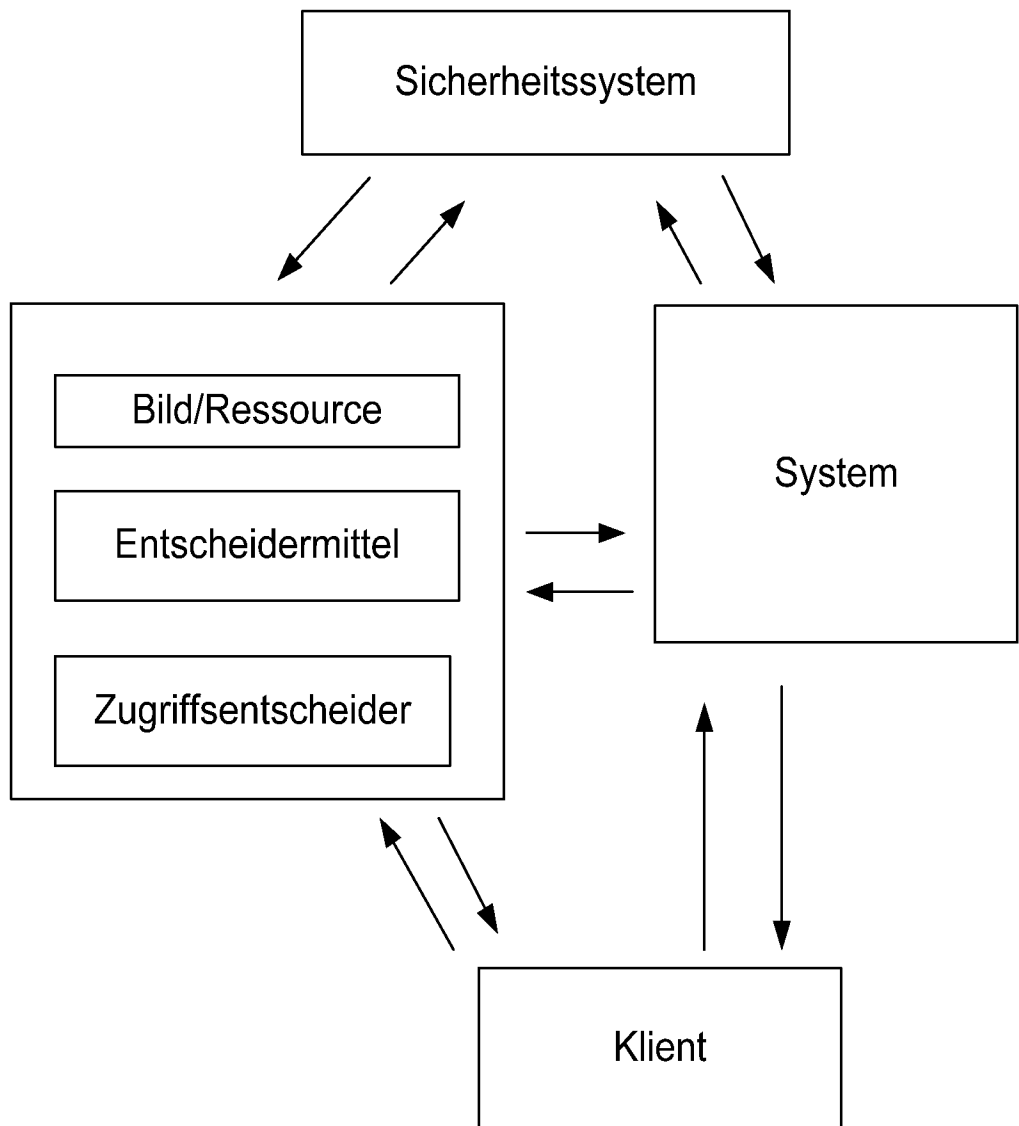 Sicherheitssystem
Bild/Ressource
Entscheidermittel
Zugriffsentscheider
System
Klient